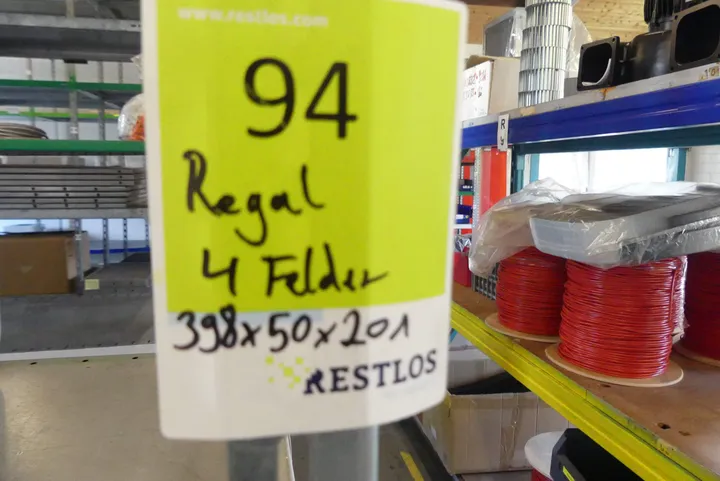 www.restlos.com
94
Regal
4 Felder
398x50x201
RESTLOS
R